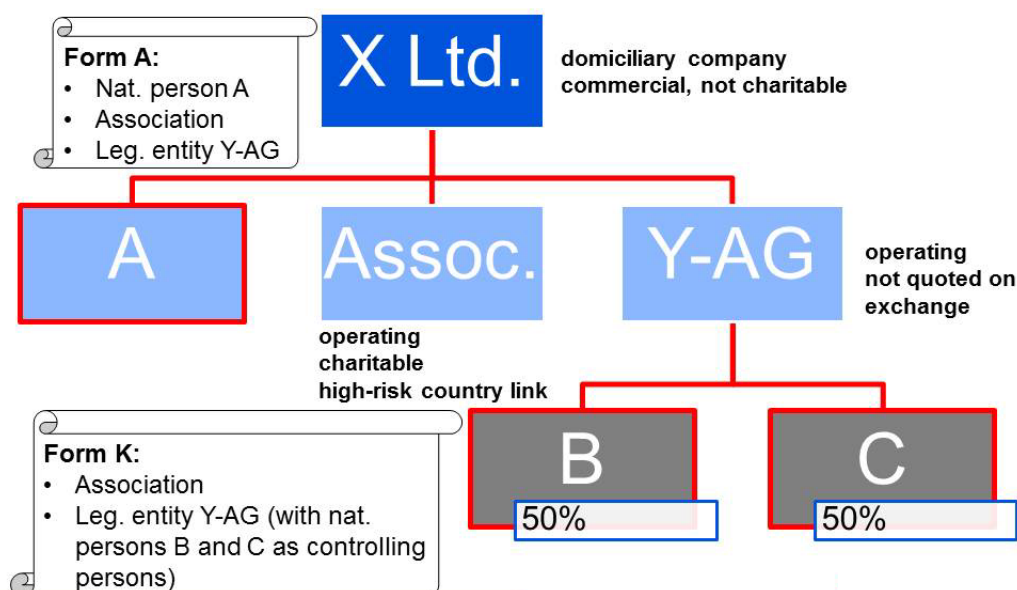 Form A:
• Nat. person A
• Association
• Leg. entity Y-AG
X Ltd.
domiciliary company
commercial, not charitable
A
Assoc.
Y-AG
operating
not quoted on
exchange
operating
charitable
high-risk country link
Form K:
• Association
• Leg. entity Y-AG (with nat.
persons B and C as controlling
persons)
B
50%
C
50%